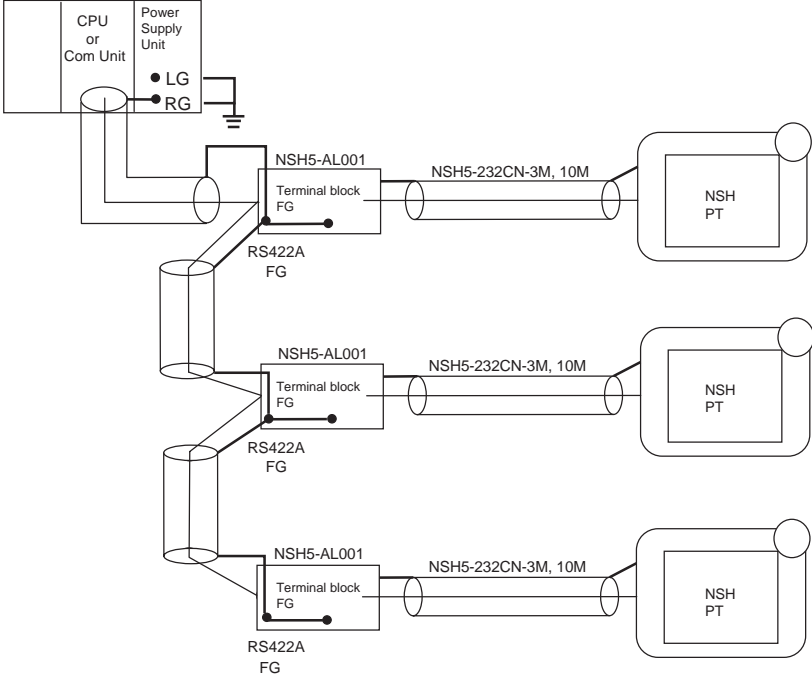 CPU
or
Com Unit
Power
Supply
Unit
LG
RG
NSH5-AL001
Terminal block
FG
RS422A
FG
NSH5-232CN-3M, 10M
NSH
PT
NSH5-AL001
Terminal block
FG
RS422A
FG
NSH5-232CN-3M, 10M
NSH
PT
NSH5-AL001
Terminal block
FG
RS422A
FG
NSH5-232CN-3M, 10M
NSH
PT